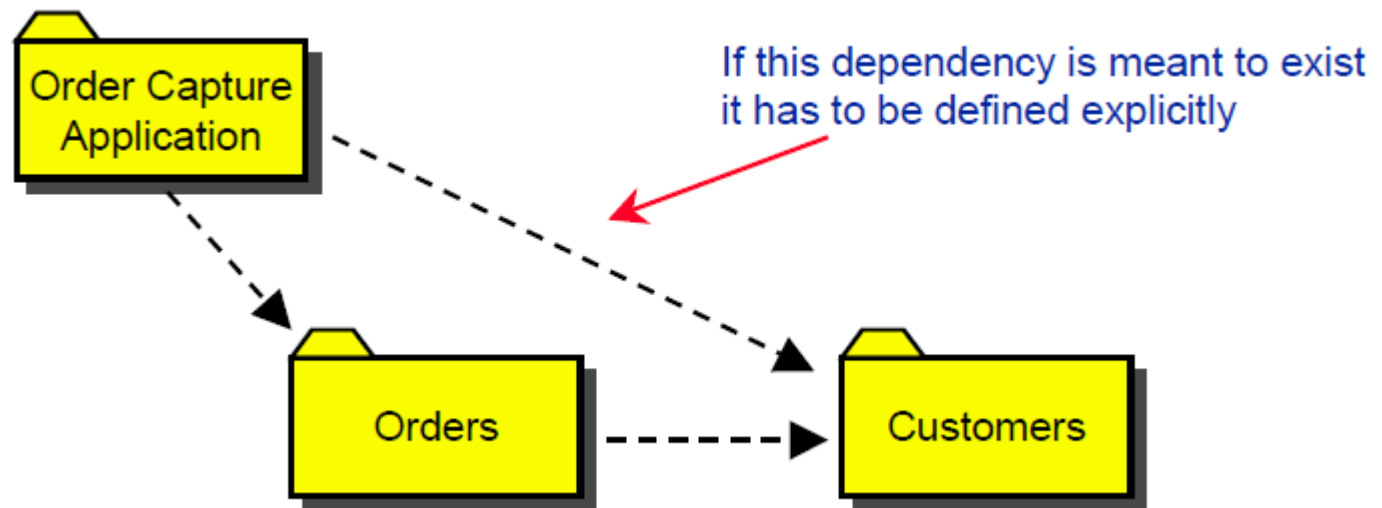 Order Capture
Application
If this dependency is meant to exist
it has to be defined explicitly
Orders
Customers